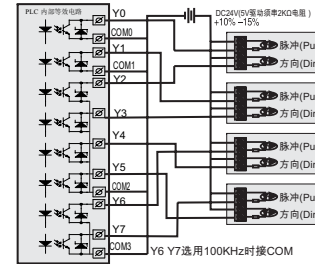 PLC 内部等效电路
DC24V(5V驱动须串2KΩ电阻)
+10% –15%
Y0
COM0
Y1
COM1
Y2
Y3
Y4
Y5
COM2
Y6
Y7
COM3
脉冲(Pu
方向(Dir
脉冲(Pu
方向(Dir
脉冲(Pu
方向(Dir
脉冲(Pu
方向(Dir
Y6 Y7选用100KHz时接COM